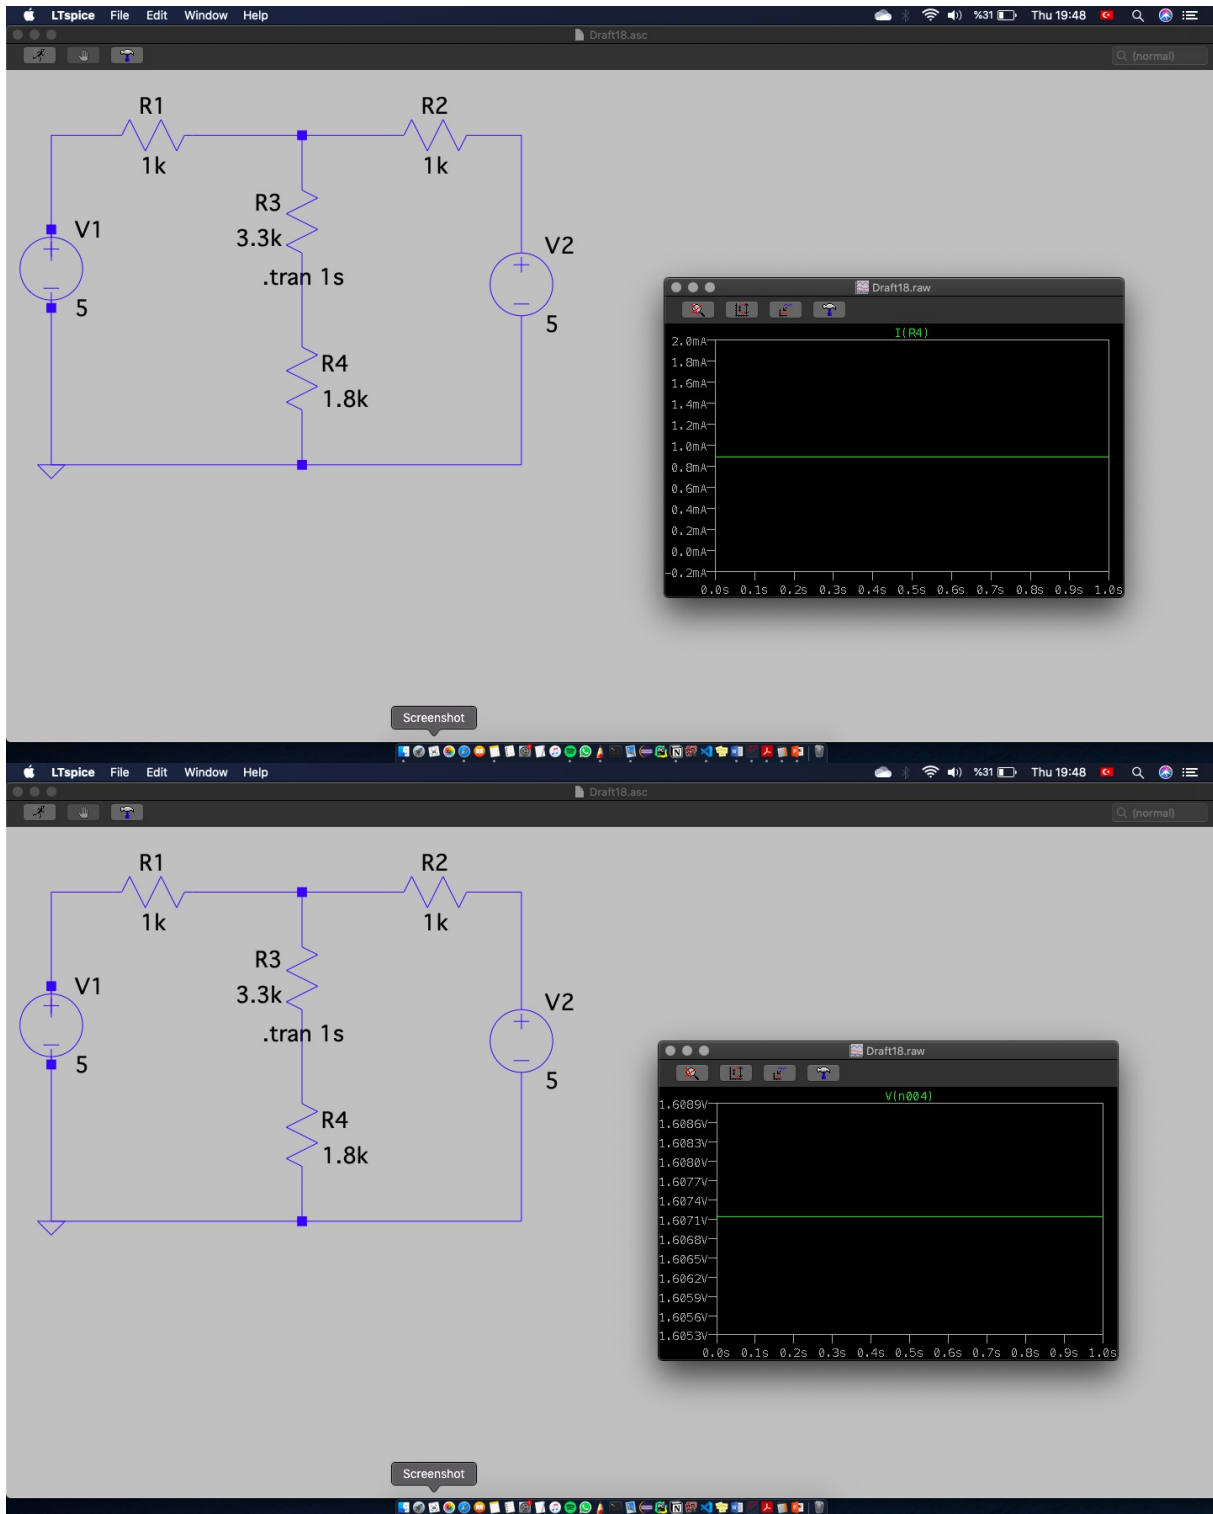 LTspice File Edit Window Help %31 Thu 19:48
Draft18.asc
(normal)
R1 R2
1k 1k
R3
3.3k
V1
V2
.tran 1s
5
5
R4
1.8k
Draft18.raw
I(R4)
2.0mA
1.8mA
1.6mA
1.4mA
1.2mA
1.0mA
0.8mA
0.6mA
0.4mA
0.2mA
0.0mA
-0.2mA
0.0s 0.1s 0.2s 0.3s 0.4s 0.5s 0.6s 0.7s 0.8s 0.9s 1.0s
Screenshot
LTspice File Edit Window Help %31 Thu 19:48
Draft18.asc
(normal)
R1 R2
1k 1k
R3
3.3k
V1
V2
.tran 1s
5
5
R4
1.8k
Draft18.raw
V(n004)
1.6089V
1.6086V
1.6083V
1.6080V
1.6077V
1.6074V
1.6071V
1.6068V
1.6065V
1.6062V
1.6059V
1.6056V
1.6053V
0.0s 0.1s 0.2s 0.3s 0.4s 0.5s 0.6s 0.7s 0.8s 0.9s 1.0s
Screenshot